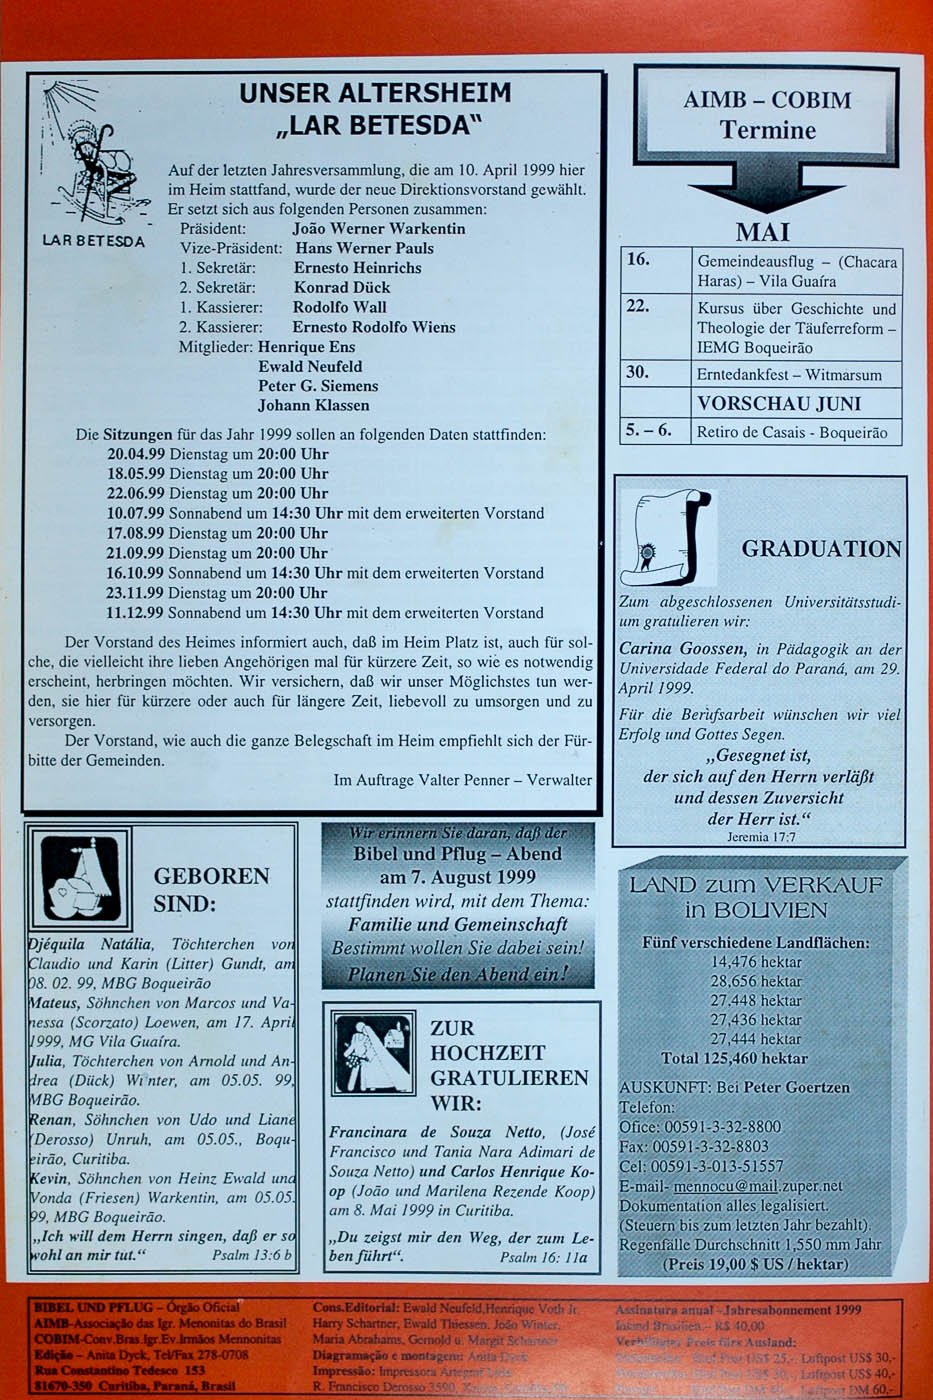 UNSER ALTERSHEIM
„LAR BETESDA“
LAR BETESDA
Auf der letzten Jahresversammlung, die am 10. April 1999 hier
im Heim stattfand, wurde der neue Direktionsvorstand gewählt.
Er setzt sich aus folgenden Personen zusammen:
Präsident: João Werner Warkentin
Vize-Präsident: Hans Werner Pauls
1. Sekretär: Ernesto Heinrichs
2. Sekretär: Konrad Dück
1. Kassierer: Rodolfo Wall
2. Kassierer: Ernesto Rodolfo Wiens
Mitglieder: Henrique Ens
Ewald Neufeld
Peter G. Siemens
Johann Klassen
Die Sitzungen für das Jahr 1999 sollen an folgenden Daten stattfinden:
20.04.99 Dienstag um 20:00 Uhr
18.05.99 Dienstag um 20:00 Uhr
22.06.99 Dienstag um 20:00 Uhr
10.07.99 Sonnabend um 14:30 Uhr mit dem erweiterten Vorstand
17.08.99 Dienstag um 20:00 Uhr
21.09.99 Dienstag um 20:00 Uhr
16.10.99 Sonnabend um 14:30 Uhr mit dem erweiterten Vorstand
23.11.99 Dienstag um 20:00 Uhr
11.12.99 Sonnabend um 14:30 Uhr mit dem erweiterten Vorstand
Der Vorstand des Heimes informiert auch, daß im Heim Platz ist, auch für sol-
che, die vielleicht ihre lieben Angehörigen mal für kürzere Zeit, so wie es notwendig
erscheint, herbringen möchten. Wir versichern, daß wir unser Möglichstes tun wer-
den, sie hier für kürzere oder auch für längere Zeit, liebevoll zu umsorgen und zu
versorgen.
Der Vorstand, wie auch die ganze Belegschaft im Heim empfiehlt sich der Für-
bitte der Gemeinden.
Im Auftrage Valter Penner – Verwalter
AIMB – COBIM
Termine
MAI
16. Gemeindeausflug – (Chacara
Haras) – Vila Guaíra
22. Kursus über Geschichte und
Theologie der Täuferreform –
IEMG Boqueirão
30. Erntedankfest – Witmarsum
VORSCHAU JUNI
5. – 6. Retiro de Casais - Boqueirão
GRADUATION
Zum abgeschlossenen Universitätsstudi-
um gratulieren wir:
Carina Goossen, in Pädagogik an der
Universidade Federal do Paraná, am 29.
April 1999.
Für die Berufsarbeit wünschen wir viel
Erfolg und Gottes Segen.
„Gesegnet ist,
der sich auf den Herrn verläßt
und dessen Zuversicht
der Herr ist.“
Jeremia 17:7
GEBOREN
SIND:
Djéquila Natália, Töchterchen von
Claudio und Karin (Litter) Gundt, am
08. 02. 99, MBG Boqueirão
Mateus, Söhnchen von Marcos und Va-
nessa (Scorzato) Loewen, am 17. April
1999, MG Vila Guaíra.
Julia, Töchterchen von Arnold und An-
drea (Dück) Winter, am 05.05. 99,
MBG Boqueirão.
Renan, Söhnchen von Udo und Liane
(Derosso) Unruh, am 05.05., Boqu-
eirão, Curitiba.
Kevin, Söhnchen von Heinz Ewald und
Vonda (Friesen) Warkentin, am 05.05.
99, MBG Boqueirão.
„Ich will dem Herrn singen, daß er so
wohl an mir tut.“ Psalm 13:6 b
Wir erinnern Sie daran, daß der
Bibel und Pflug – Abend
am 7. August 1999
stattfinden wird, mit dem Thema:
Familie und Gemeinschaft
Bestimmt wollen Sie dabei sein!
Planen Sie den Abend ein!
ZUR
HOCHZEIT
GRATULIEREN
WIR:
Francinara de Souza Netto, (José
Francisco und Tania Nara Adimari de
Souza Netto) und Carlos Henrique Ko-
op (João und Marilena Rezende Koop)
am 8. Mai 1999 in Curitiba.
„Du zeigst mir den Weg, der zum Le-
ben führt“. Psalm 16: 11a
LAND zum VERKAUF
in BOLIVIEN
Fünf verschiedene Landflächen:
14,476 hektar
28,656 hektar
27,448 hektar
27,436 hektar
27,444 hektar
Total 125,460 hektar
AUSKUNFT: Bei Peter Goertzen
Telefon:
Ofice: 00591-3-32-8800
Fax: 00591-3-32-8803
Cel: 00591-3-013-51557
E-mail- mennocu@mail.zuper.net
Dokumentation alles legalisiert.
(Steuern bis zum letzten Jahr bezahlt).
Regenfälle Durchschnitt 1,550 mm Jahr
(Preis 19,00 $ US / hektar)
BIBEL UND PFLUG – Órgão Oficial
AIMB-Associação das Igr. Menonitas do Brasil
COBIM-Conv.Bras.Igr.Ev.Irmãos Mennonitas
Edição – Anita Dyck, Tel/Fax 278-0708
Rua Constantino Tedesco 153
81670-350 Curitiba, Paraná, Brasil
Cons.Editorial: Ewald Neufeld, Henrique Voth Jr.
Harry Schartner, Ewald Thiessen, João Winter,
Maria Abrahams, Gernold u. Margit Schartner
Diagramação e montagem: Anita Dyck
Impressão: Impressora
R. Francisco Derosso 3590,
Assinatura anual –Jahresabonnement 1999
Inland Brasilien – R$ 40,00
Preis fürs Ausland:
US$ 25,- Luftpost US$ 30,-
Luftpost US$ 40,-
Luftpost DM 60,-